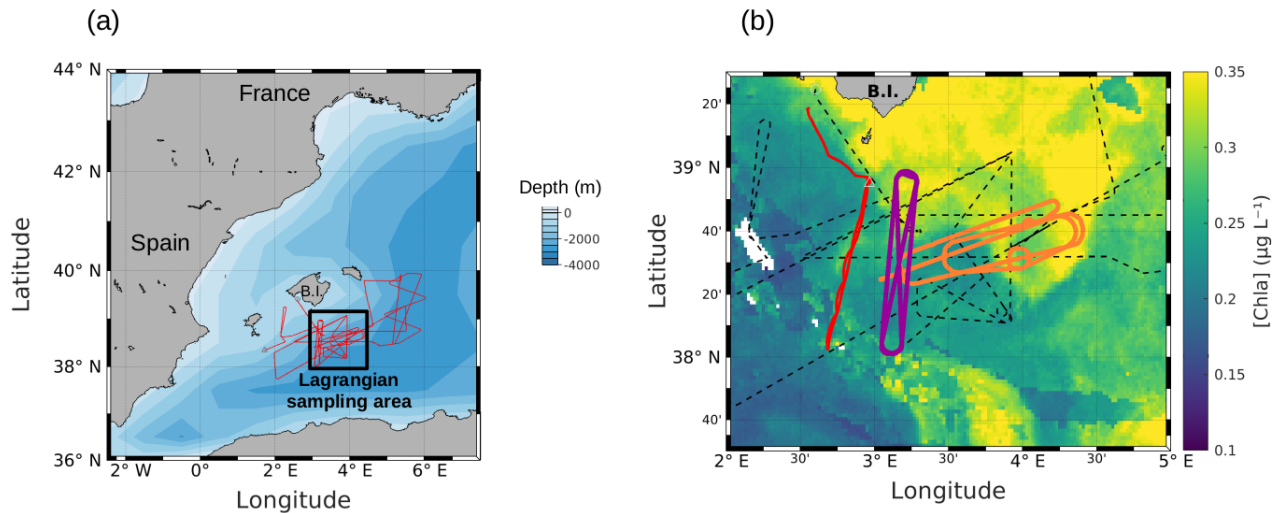 (a)
44° N
42° N
40° N
38° N
36° N
Latitude
France
Spain
B.I.
Lagrangian
sampling area
2° W
0°
2° E
4° E
6° E
Longitude
Depth (m)
0
-2000
-4000
(b)
B.I.
20'
39° N
40'
20'
38° N
40'
Latitude
2° E
30'
3° E
30'
4° E
30'
5° E
Longitude
0.35
0.3
0.25
0.2
0.15
0.1
[Chla] (µg L⁻¹)